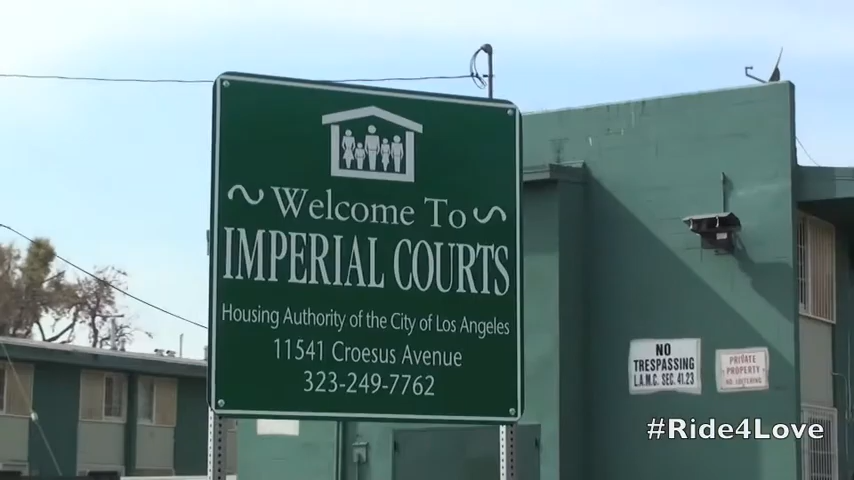 Welcome To
IMPERIAL COURTS
Housing Authority of the City of Los Angeles
11541 Croesus Avenue
323-249-7762
NO
TRESPASSING
L.A.M.C. SEC. 41.23
PRIVATE
PROPERTY
NO LOITERING
#Ride4Love